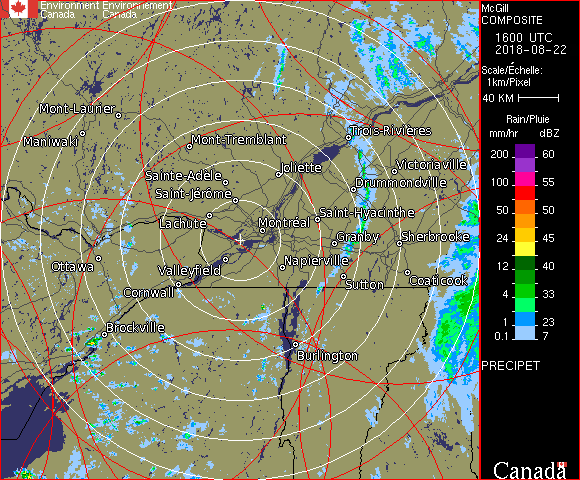 Environment Environnement
Canada Canada
Mont-Laurier
Maniwaki
Mont-Tremblant
Trois-Rivières
Sainte-Adèle
Joliette
Victoriaville
Saint-Jérôme
Drummondville
Lachute
Saint-Hyacinthe
Montréal
Granby
Sherbrooke
Ottawa
Valleyfield
Napierville
Cornwall
Sutton
Coaticook
Brockville
Burlington
McGill
COMPOSITE
1600 UTC
2018-08-22
Scale/Échelle:
1km/Pixel
40 KM
Rain/Pluie
mm/hr dBZ
200 60
100 55
50 50
24 45
12 40
4 33
1 23
0.1 7
PRECIPET
Canada